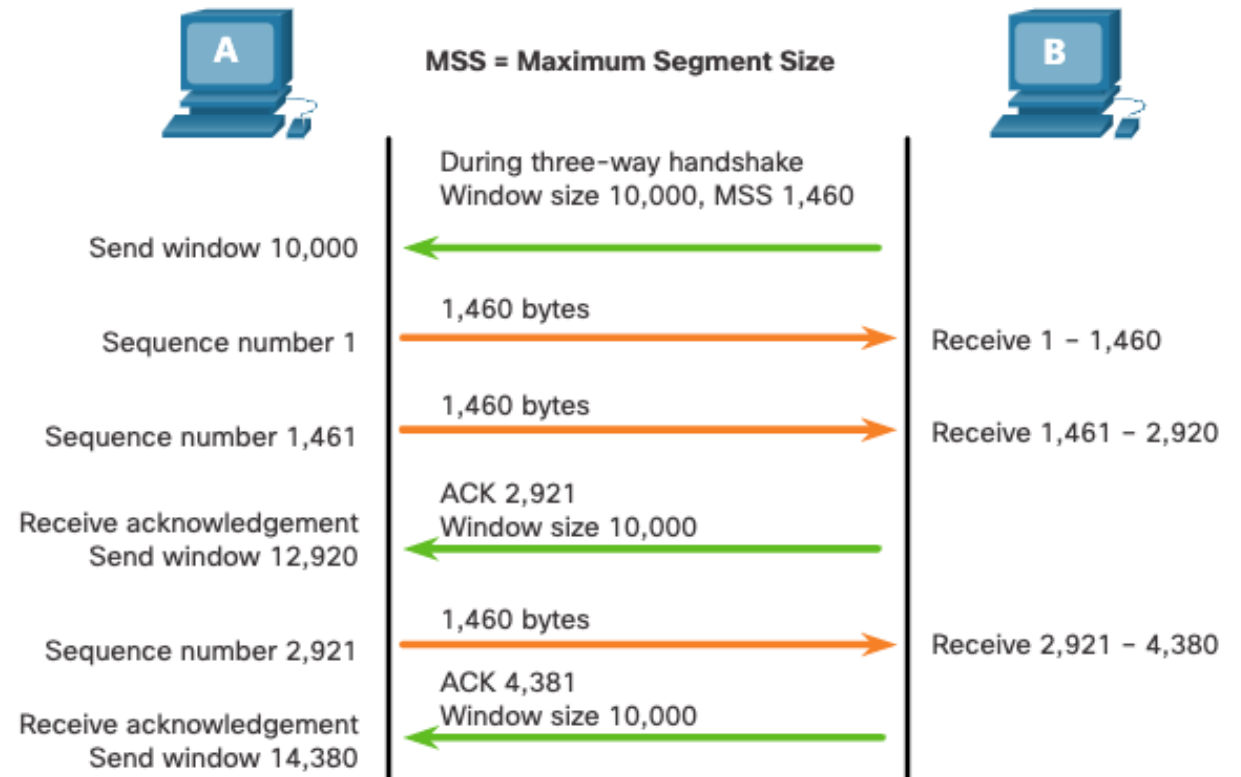 A
MSS = Maximum Segment Size
B
During three-way handshake
Window size 10,000, MSS 1,460
Send window 10,000
1,460 bytes
Sequence number 1
Receive 1 – 1,460
1,460 bytes
Sequence number 1,461
Receive 1,461 – 2,920
ACK 2,921
Window size 10,000
Receive acknowledgement
Send window 12,920
1,460 bytes
Sequence number 2,921
Receive 2,921 – 4,380
ACK 4,381
Window size 10,000
Receive acknowledgement
Send window 14,380